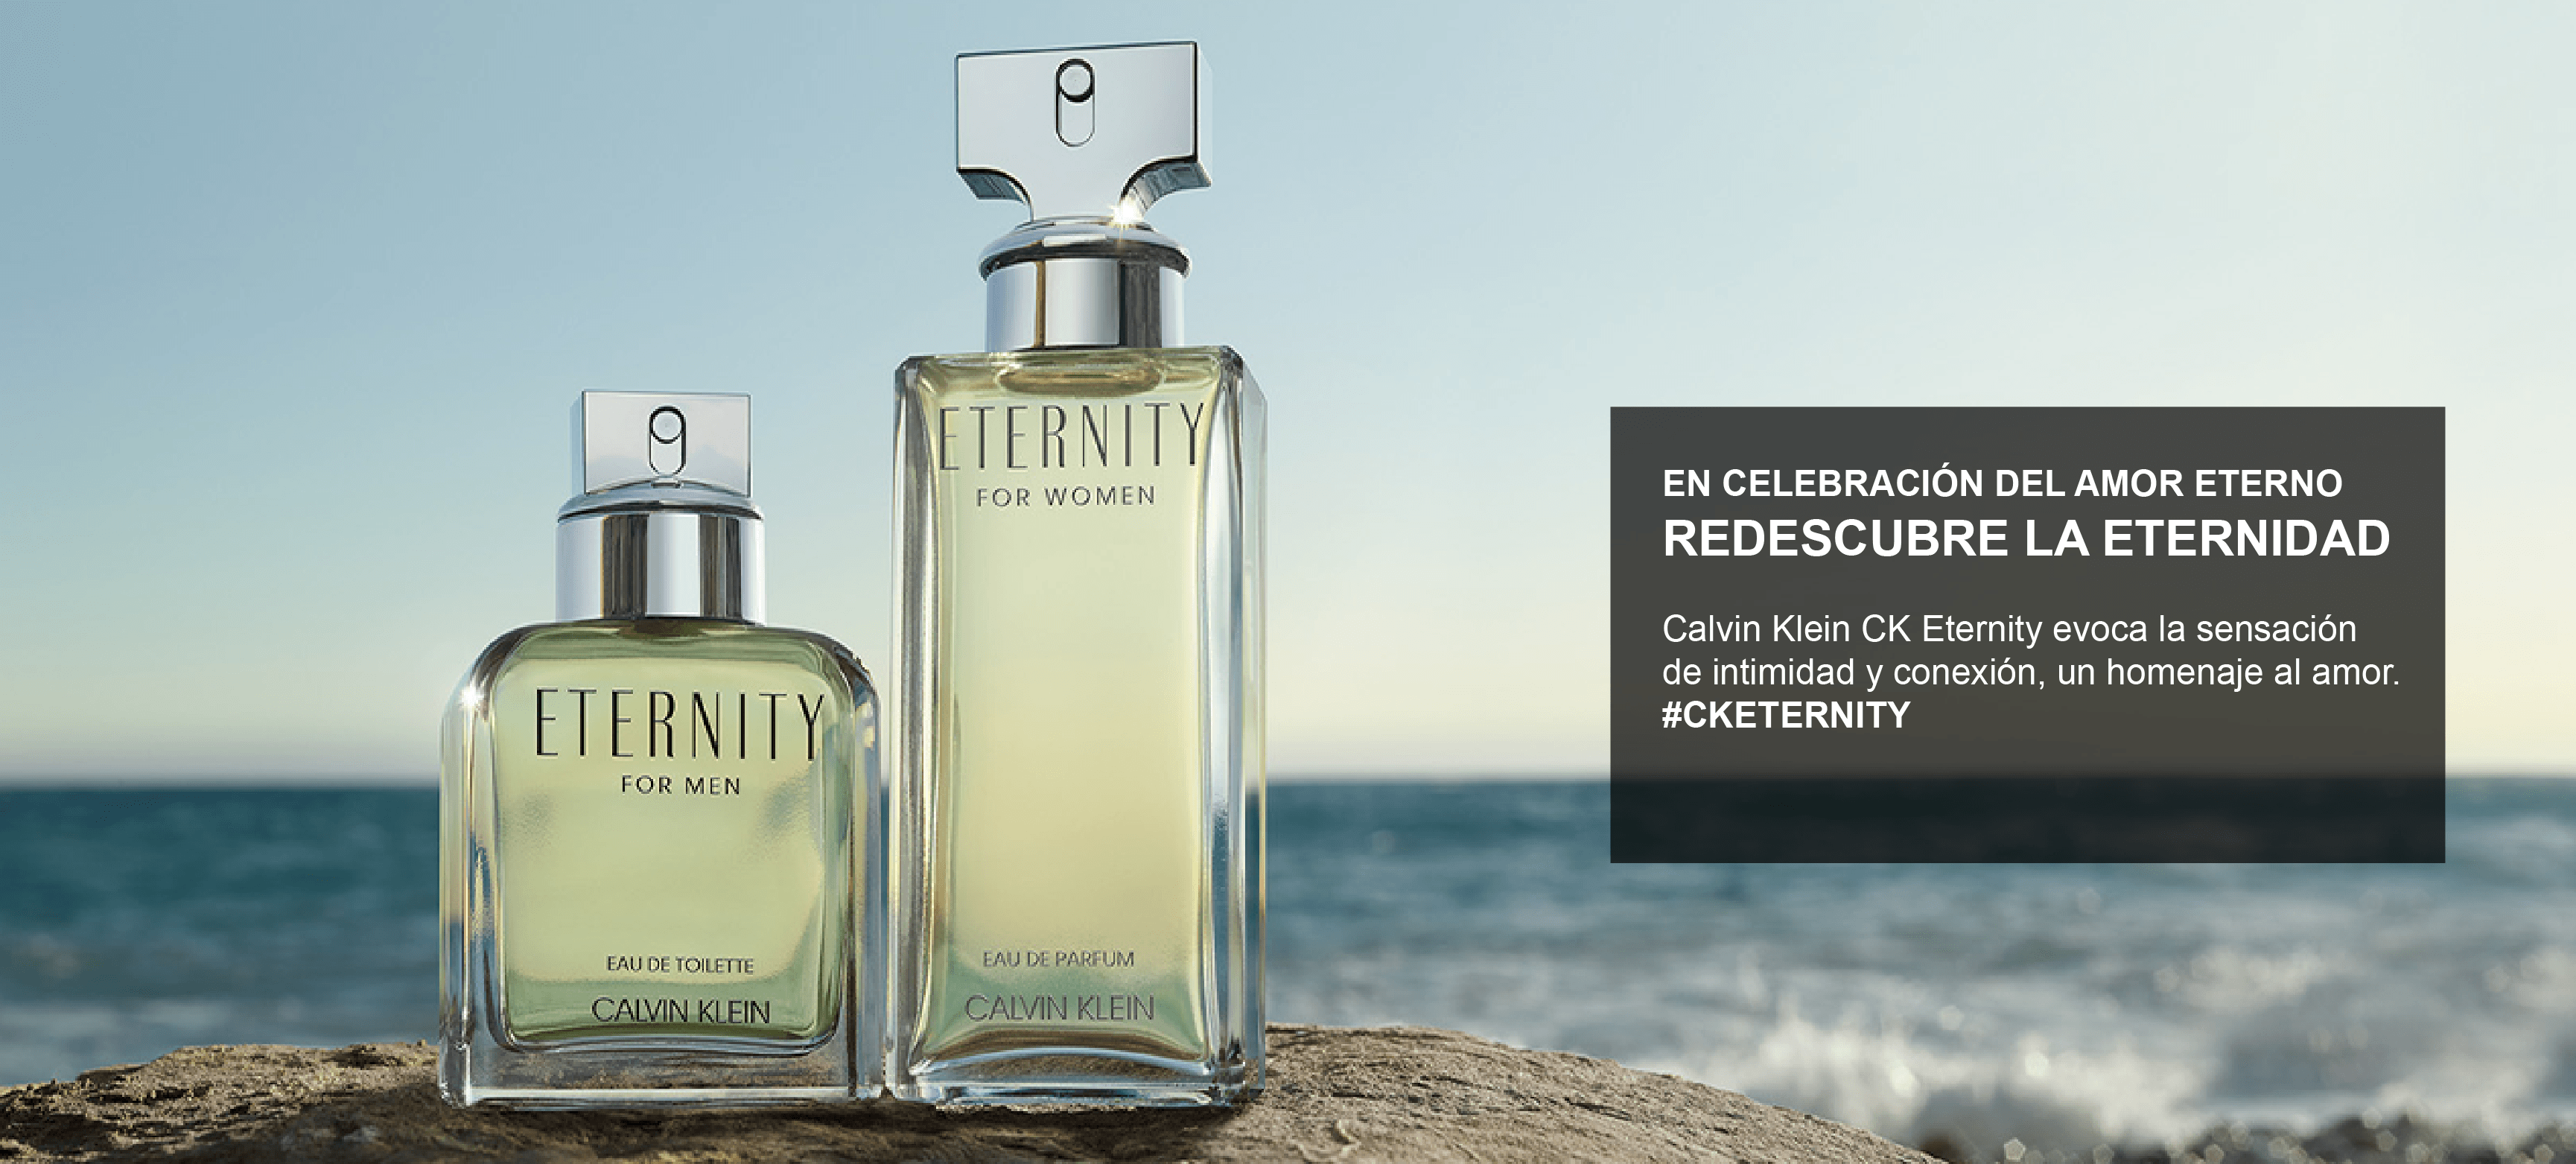 ETERNITY
FOR MEN
EAU DE TOILETTE
CALVIN KLEIN
ETERNITY
FOR WOMEN
EAU DE PARFUM
CALVIN KLEIN
EN CELEBRACIÓN DEL AMOR ETERNO
REDESCUBRE LA ETERNIDAD
Calvin Klein CK Eternity evoca la sensación
de intimidad y conexión, un homenaje al amor.
#CKETERNITY